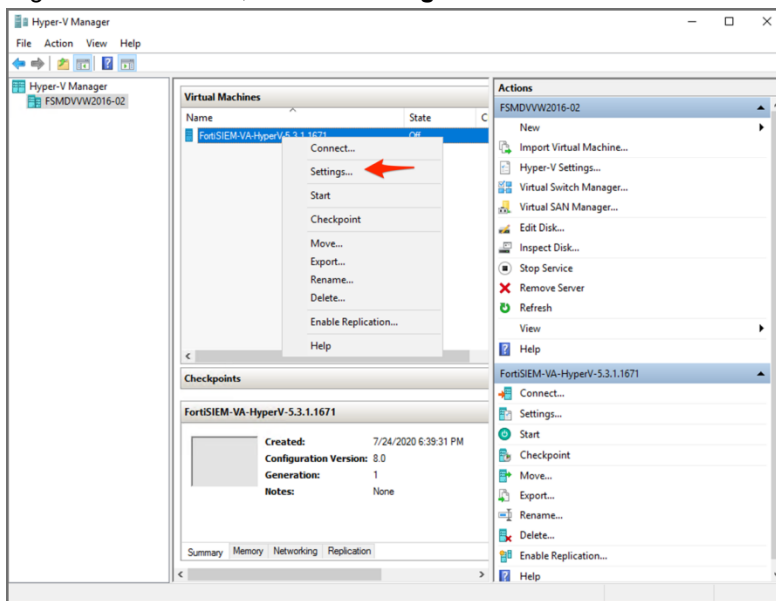 Hyper-V Manager
File Action View Help
Hyper-V Manager
FSMDVVW2016-02
Virtual Machines
Name State C
FortiSIEM-VA-HyperV-5.3.1.1671 Off
Connect...
Settings...
Start
Checkpoint
Move...
Export...
Rename...
Delete...
Enable Replication...
Help
Checkpoints
FortiSIEM-VA-HyperV-5.3.1.1671
Created: 7/24/2020 6:39:31 PM
Configuration Version: 8.0
Generation: 1
Notes: None
Summary Memory Networking Replication
Actions
FSMDVVW2016-02
New
Import Virtual Machine...
Hyper-V Settings...
Virtual Switch Manager...
Virtual SAN Manager...
Edit Disk...
Inspect Disk...
Stop Service
Remove Server
Refresh
View
Help
FortiSIEM-VA-HyperV-5.3.1.1671
Connect...
Settings...
Start
Checkpoint
Move...
Export...
Rename...
Delete...
Enable Replication...
Help